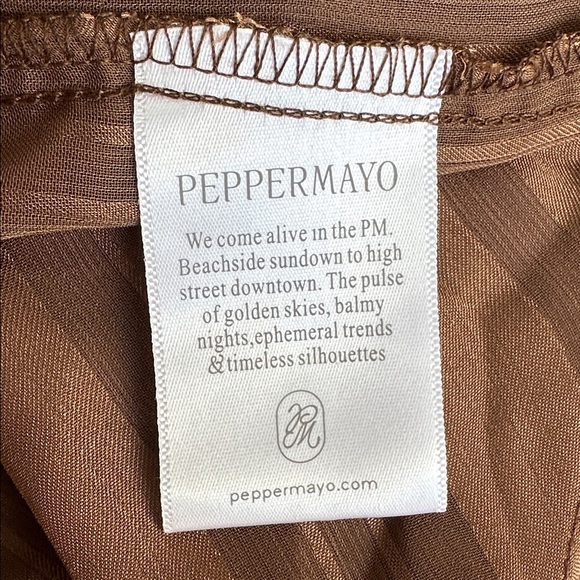 PEPPERMAYO
We come alive in the PM.
Beachside sundown to high
street downtown. The pulse
of golden skies, balmy
nights,ephemeral trends
& timeless silhouettes
PM
peppermayo.com